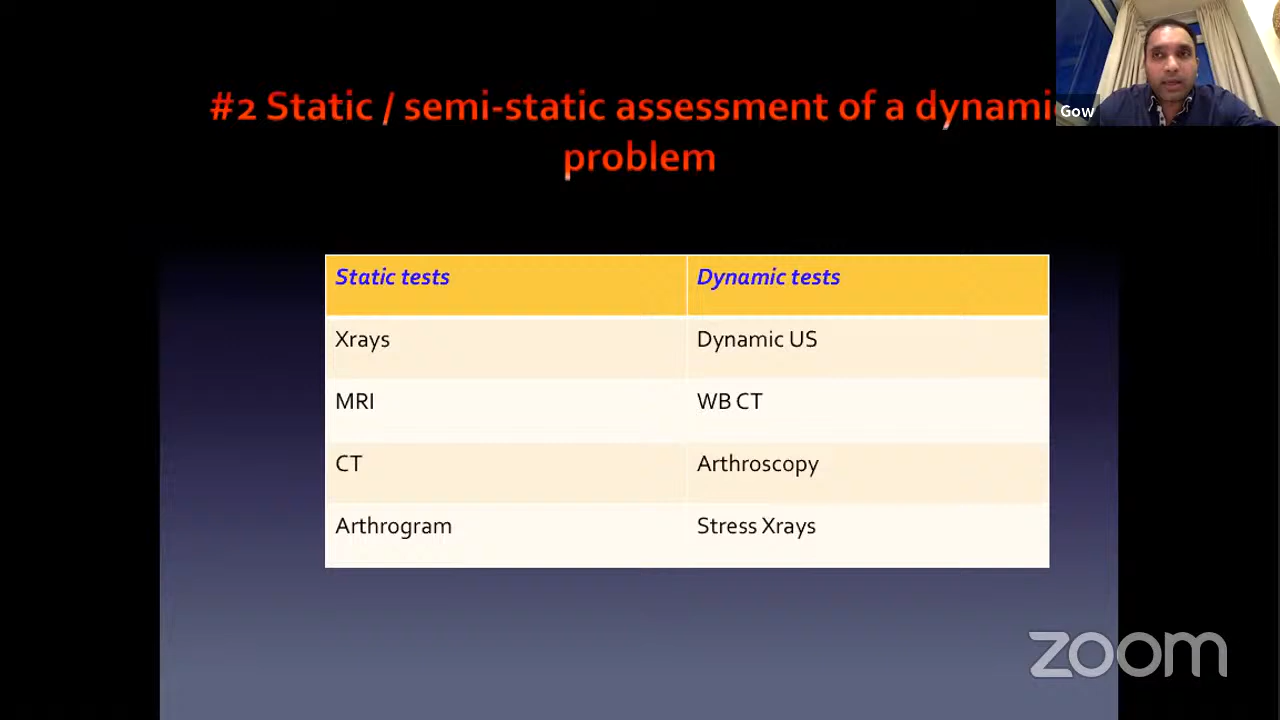 #2 Static / semi-static assessment of a dynamic
problem
Gow
Static tests
Dynamic tests
Xrays
Dynamic US
MRI
WB CT
CT
Arthroscopy
Arthrogram
Stress Xrays
zoom